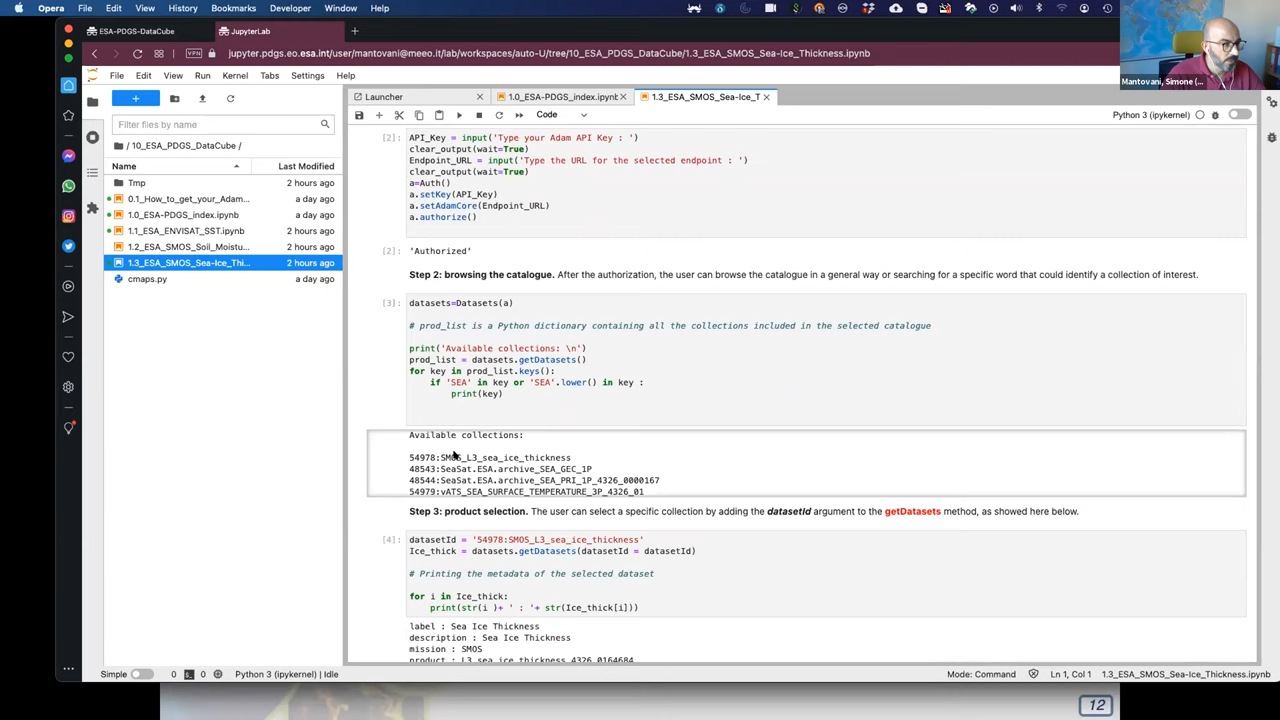 Opera File Edit View History Bookmarks Developer Window Help
ESA-PDGS-DataCube JupyterLab
VPN jupyter.pdgs.eo.esa.int/user/mantovani@meeo.it/lab/workspaces/auto-U/tree/10_ESA_PDGS_DataCube/1.3_ESA_SMOS_Sea-Ice_Thickness.ipynb
Mantovani, Simone (...
File Edit View Run Kernel Tabs Settings Help
Launcher 1.0_ESA-PDGS_index.ipynb 1.3_ESA_SMOS_Sea-Ice_T
Code Python 3 (ipykernel)
Filter files by name
/ 10_ESA_PDGS_DataCube /
Name Last Modified
Tmp 2 hours ago
0.1_How_to_get_your_Adam... a day ago
1.0_ESA-PDGS_index.ipynb a day ago
1.1_ESA_ENVISAT_SST.ipynb 2 hours ago
1.2_ESA_SMOS_Soil_Moistu... 2 hours ago
1.3_ESA_SMOS_Sea-Ice_Thi... 2 hours ago
cmaps.py a day ago
[2]: API_Key = input('Type your Adam API Key : ')
clear_output(wait=True)
Endpoint_URL = input('Type the URL for the selected endpoint : ')
clear_output(wait=True)
a=Auth()
a.setKey(API_Key)
a.setAdamCore(Endpoint_URL)
a.authorize()
[2]: 'Authorized'
Step 2: browsing the catalogue. After the authorization, the user can browse the catalogue in a general way or searching for a specific word that could identify a collection of interest.
[3]: datasets=Datasets(a)
# prod_list is a Python dictionary containing all the collections included in the selected catalogue
print('Available collections: \n')
prod_list = datasets.getDatasets()
for key in prod_list.keys():
if 'SEA' in key or 'SEA'.lower() in key :
print(key)
Available collections:
54978:SMOS_L3_sea_ice_thickness
48543:SeaSat.ESA.archive_SEA_GEC_1P
48544:SeaSat.ESA.archive_SEA_PRI_1P_4326_0000167
54979:vATS_SEA_SURFACE_TEMPERATURE_3P_4326_01
Step 3: product selection. The user can select a specific collection by adding the datasetId argument to the getDatasets method, as showed here below.
[4]: datasetId = '54978:SMOS_L3_sea_ice_thickness'
Ice_thick = datasets.getDatasets(datasetId = datasetId)
# Printing the metadata of the selected dataset
for i in Ice_thick:
print(str(i )+ ' : '+ str(Ice_thick[i]))
label : Sea Ice Thickness
description : Sea Ice Thickness
mission : SMOS
product : L3_sea_ice_thickness_4326_0164684
Simple 0 0 Python 3 (ipykernel) | Idle Mode: Command Ln 1, Col 1 1.3_ESA_SMOS_Sea-Ice_Thickness.ipynb
12